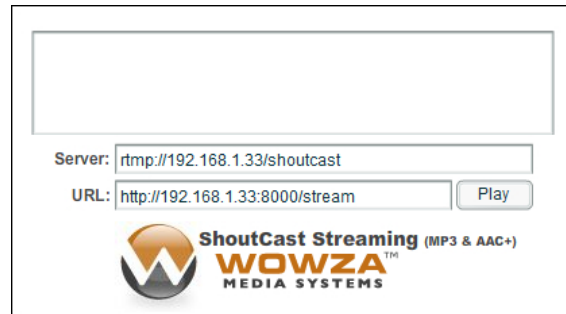 Server: rtmp://192.168.1.33/shoutcast
URL: http://192.168.1.33:8000/stream Play
ShoutCast Streaming (MP3 & AAC+)
WOWZA™
MEDIA SYSTEMS